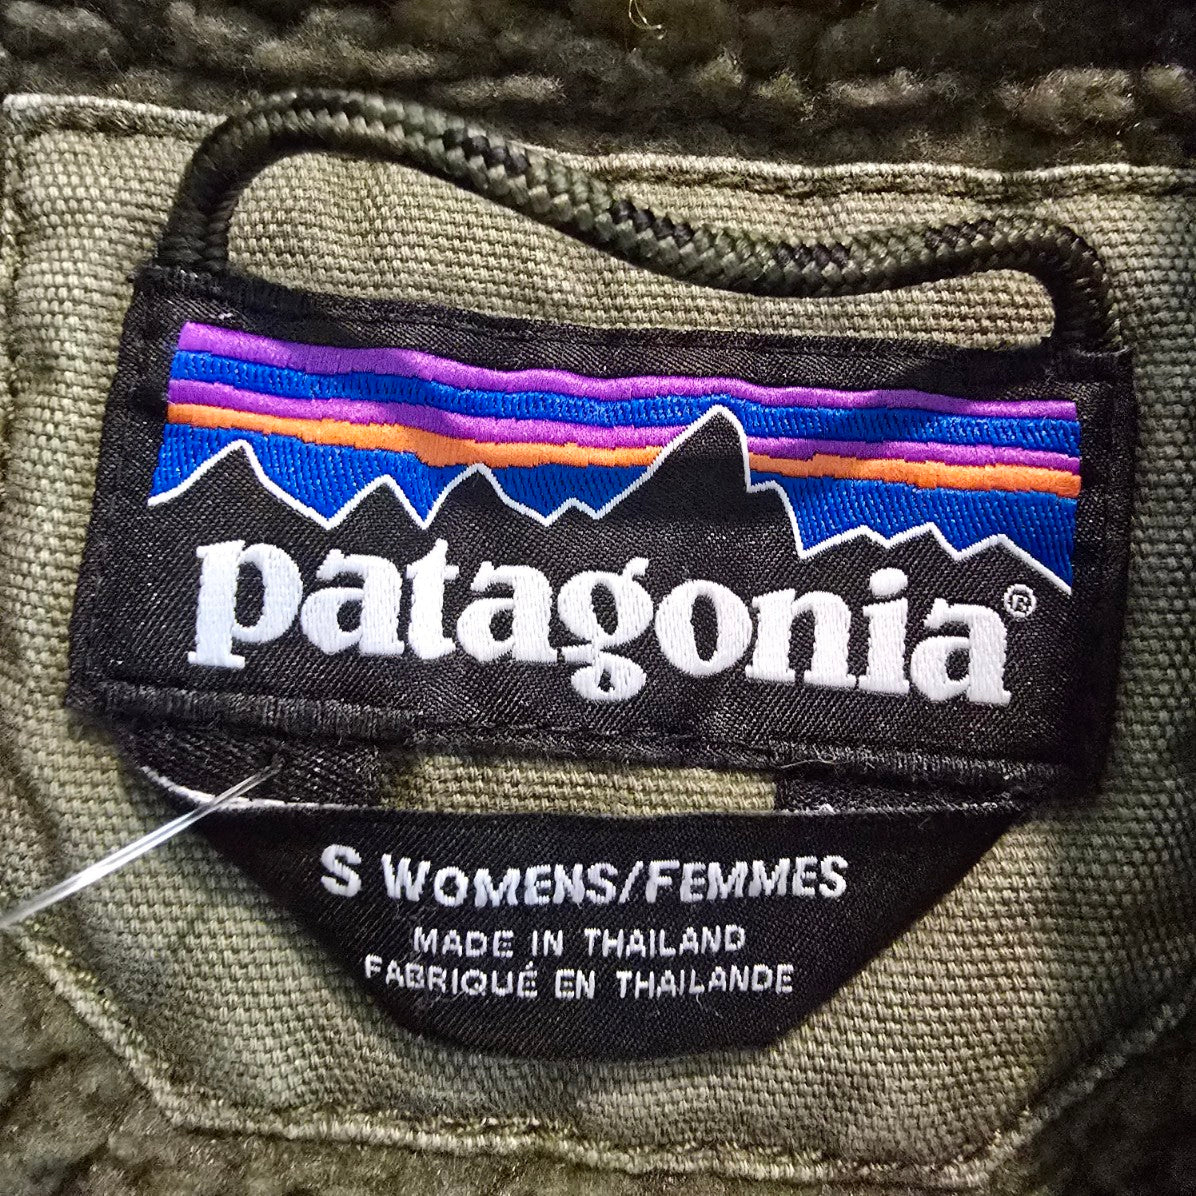 patagonia®
S WOMENS/FEMMES
MADE IN THAILAND
FABRIQUÉ EN THAILANDE